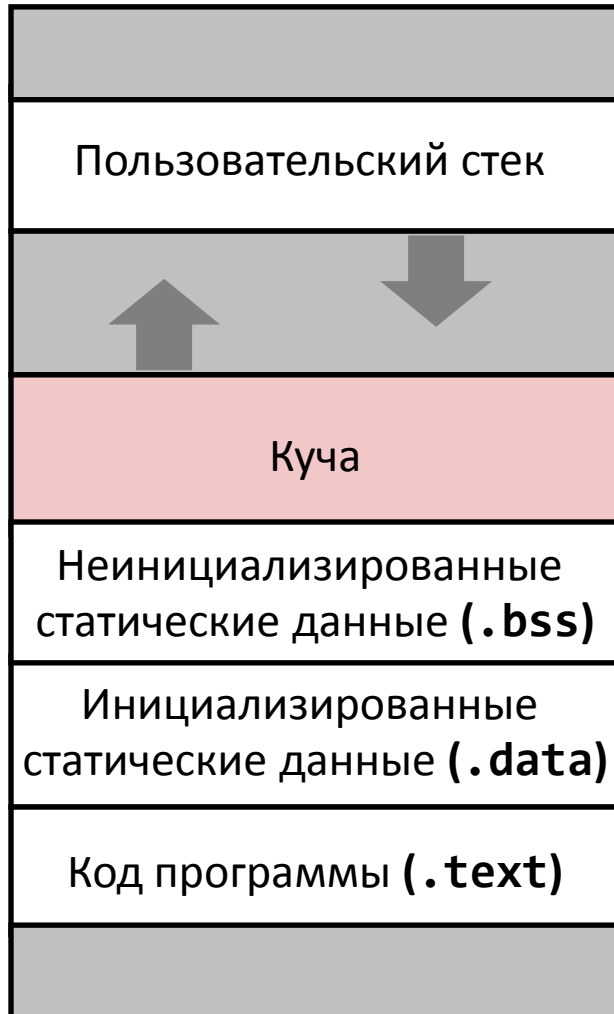 Пользовательский стек
Куча
Неинициализированные
статические данные (.bss)
Инициализированные
статические данные (.data)
Код программы (.text)